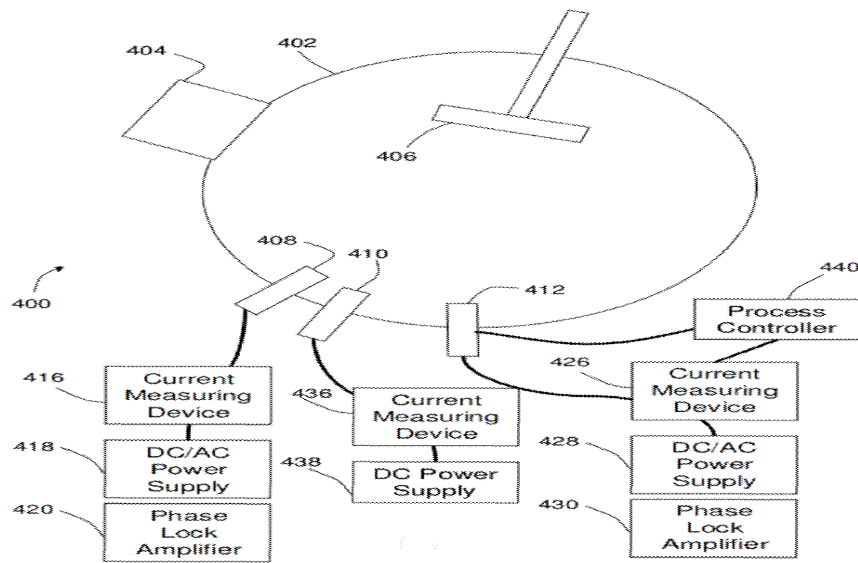 404
402
406
408
410
412
440
400
Process
Controller
416
Current
Measuring
Device
436
Current
Measuring
Device
426
Current
Measuring
Device
418
DC/AC
Power
Supply
438
DC Power
Supply
428
DC/AC
Power
Supply
420
Phase
Lock
Amplifier
430
Phase
Lock
Amplifier